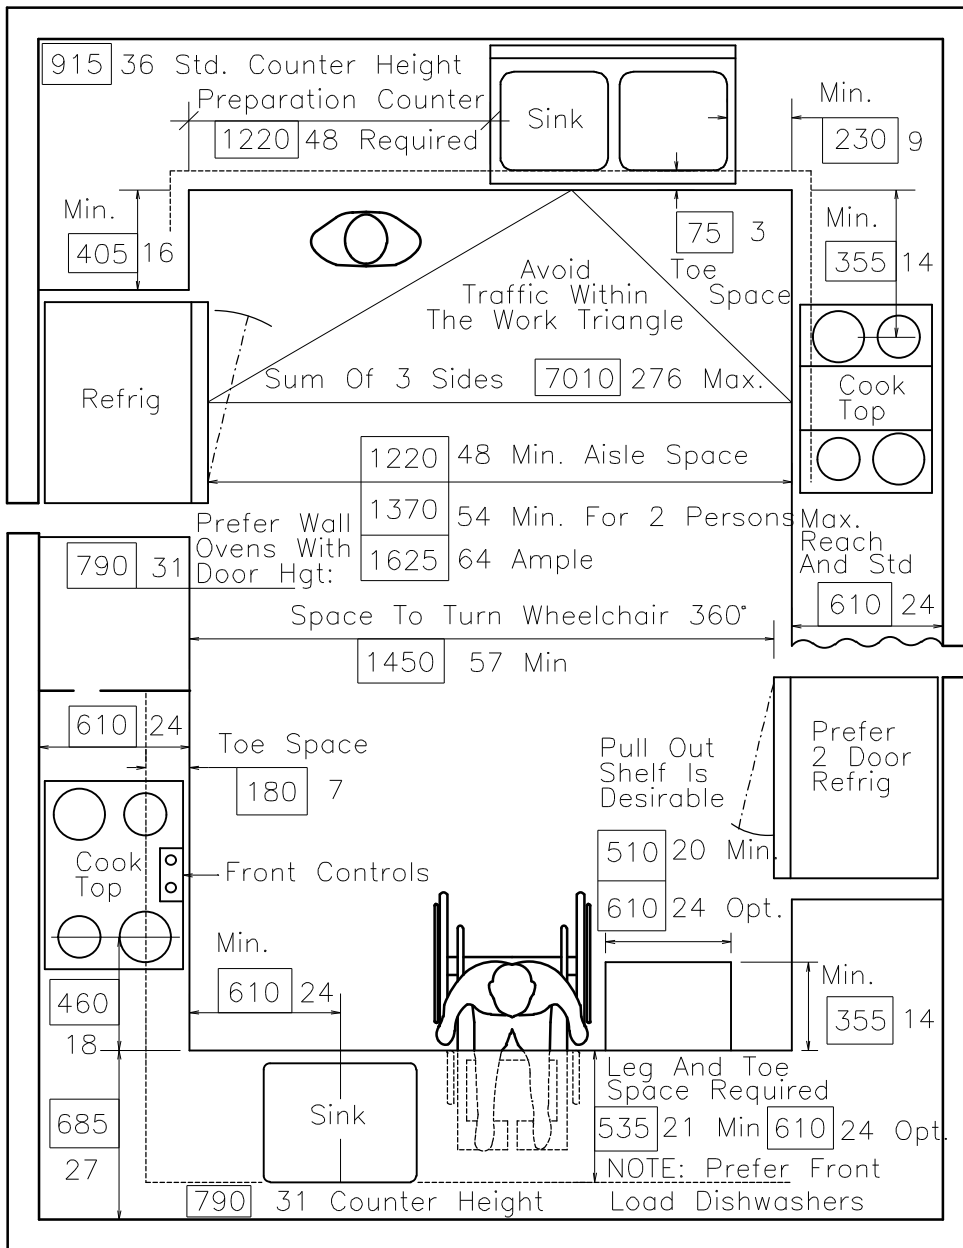 915 36 Std. Counter Height
Preparation Counter
1220 48 Required
Sink
Min.
230 9
Min.
405 16
75 3
Toe
Space
Min.
355 14
Avoid
Traffic Within
The Work Triangle
Sum Of 3 Sides 7010 276 Max.
Refrig
Cook
Top
1220 48 Min. Aisle Space
1370 54 Min. For 2 Persons
1625 64 Ample
Prefer Wall
Ovens With
Door Hgt:
790 31
Max.
Reach
And Std
610 24
Space To Turn Wheelchair 360°
1450 57 Min
610 24
Toe Space
180 7
Pull Out
Shelf Is
Desirable
Prefer
2 Door
Refrig
510 20 Min.
610 24 Opt.
Cook
Top
Front Controls
Min.
610 24
460
18
Min.
355 14
685
27
Sink
Leg And Toe
Space Required
535 21 Min 610 24 Opt.
NOTE: Prefer Front
Load Dishwashers
790 31 Counter Height